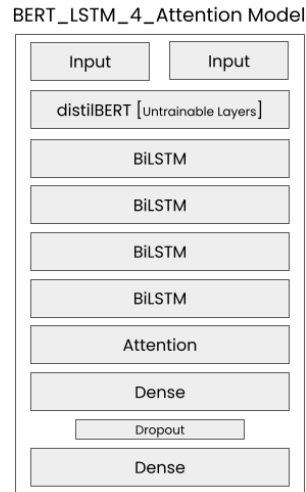 BERT_LSTM_4_Attention Model
Input Input
distilBERT [Untrainable Layers]
BiLSTM
BiLSTM
BiLSTM
BiLSTM
Attention
Dense
Dropout
Dense